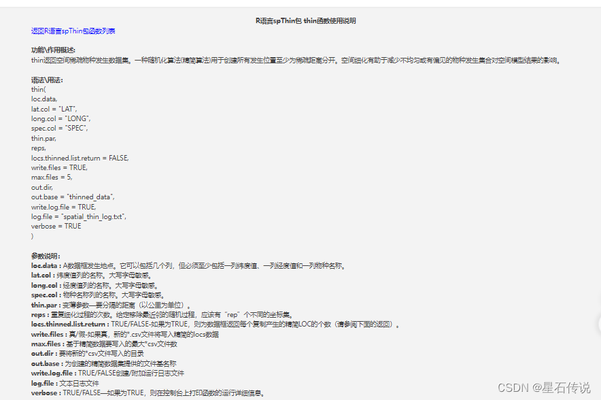 R语言spThin包 thin函数使用说明
返回R语言spThin包函数列表
功能\作用概述:
thin返回空间稀疏物种发生数据集。一种随机化算法(精简算法)用于创建所有发生位置至少为稀疏距离分开。空间细化有助于减少不均匀或有偏见的物种发生集合对空间模型结果的影响。
语法\用法:
thin(
loc.data,
lat.col = "LAT",
long.col = "LONG",
spec.col = "SPEC",
thin.par,
reps,
locs.thinned.list.return = FALSE,
write.files = TRUE,
max.files = 5,
out.dir,
out.base = "thinned_data",
write.log.file = TRUE,
log.file = "spatial_thin_log.txt",
verbose = TRUE
)
参数说明:
loc.data : A数据框发生地点。它可以包括几个列，但必须至少包括一列纬度值、一列经度值和一列物种名称。
lat.col : 纬度值列的名称。大写字母敏感。
long.col : 经度值列的名称。大写字母敏感。
spec.col : 物种名称列的名称。大写字母敏感。
thin.par : 变薄参数—要分隔的距离（以公里为单位）。
reps : 重复细化过程的次数。给定移除最近邻的随机过程，应该有“rep”个不同的坐标集。
locs.thinned.list.return : TRUE/FALSE-如果为TRUE，则为数据框返回每个复制产生的精简LOC的个数（请参阅下面的返回）。
write.files : 真/假-如果真，新的*.csv文件将写入精简的locs数据
max.files : 基于精简数据要写入的最大*csv文件数
out.dir : 要将新的*csv文件写入的目录
out.base : 为创建的精简数据集提供的文件基名称
write.log.file : TRUE/FALSE创建/附加运行日志文件
log.file : 文本日志文件
verbose : TRUE/FALSE—如果为TRUE，则在控制台上打印函数的运行详细信息。
CSDN @星石传说